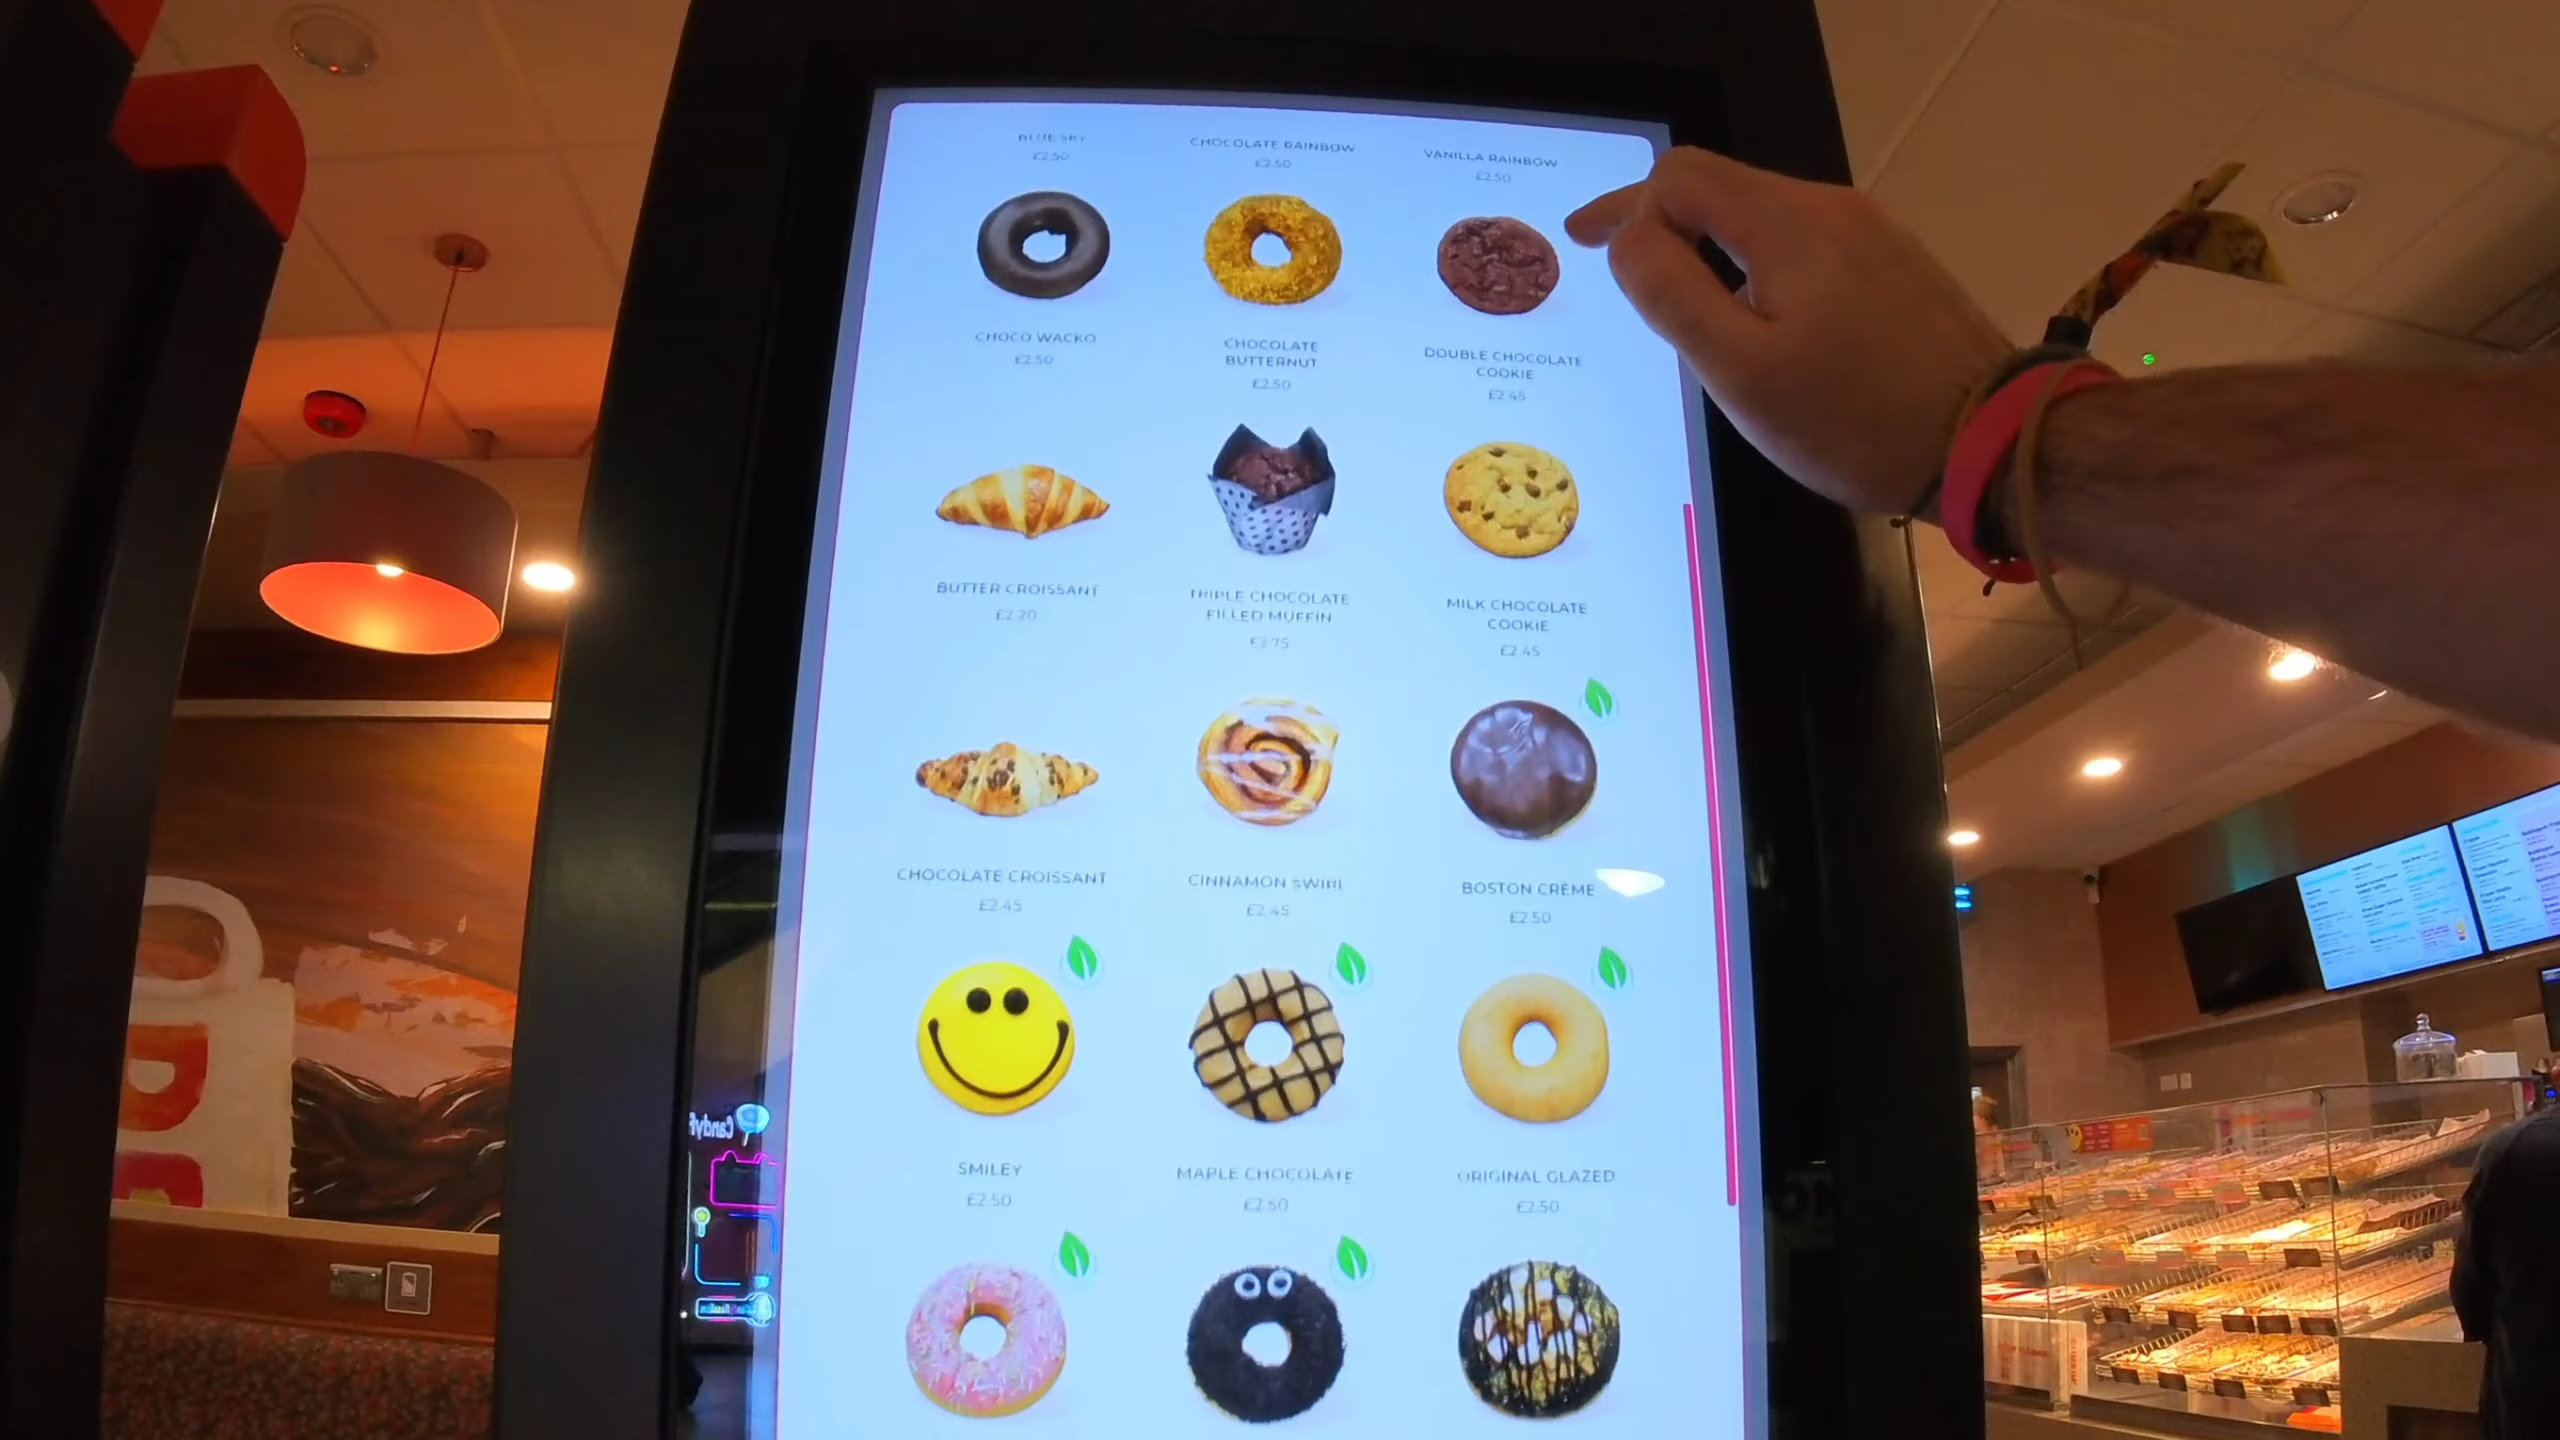 BLUE SKY
£2.50
CHOCOLATE RAINBOW
£2.50
VANILLA RAINBOW
£2.50
CHOCO WACKO
£2.50
CHOCOLATE
BUTTERNUT
£2.50
DOUBLE CHOCOLATE
COOKIE
£2.45
BUTTER CROISSANT
£2.20
TRIPLE CHOCOLATE
FILLED MUFFIN
£2.75
MILK CHOCOLATE
COOKIE
£2.45
CHOCOLATE CROISSANT
£2.45
CINNAMON SWIRL
£2.45
BOSTON CRÈME
£2.50
SMILEY
£2.50
MAPLE CHOCOLATE
£2.50
ORIGINAL GLAZED
£2.50